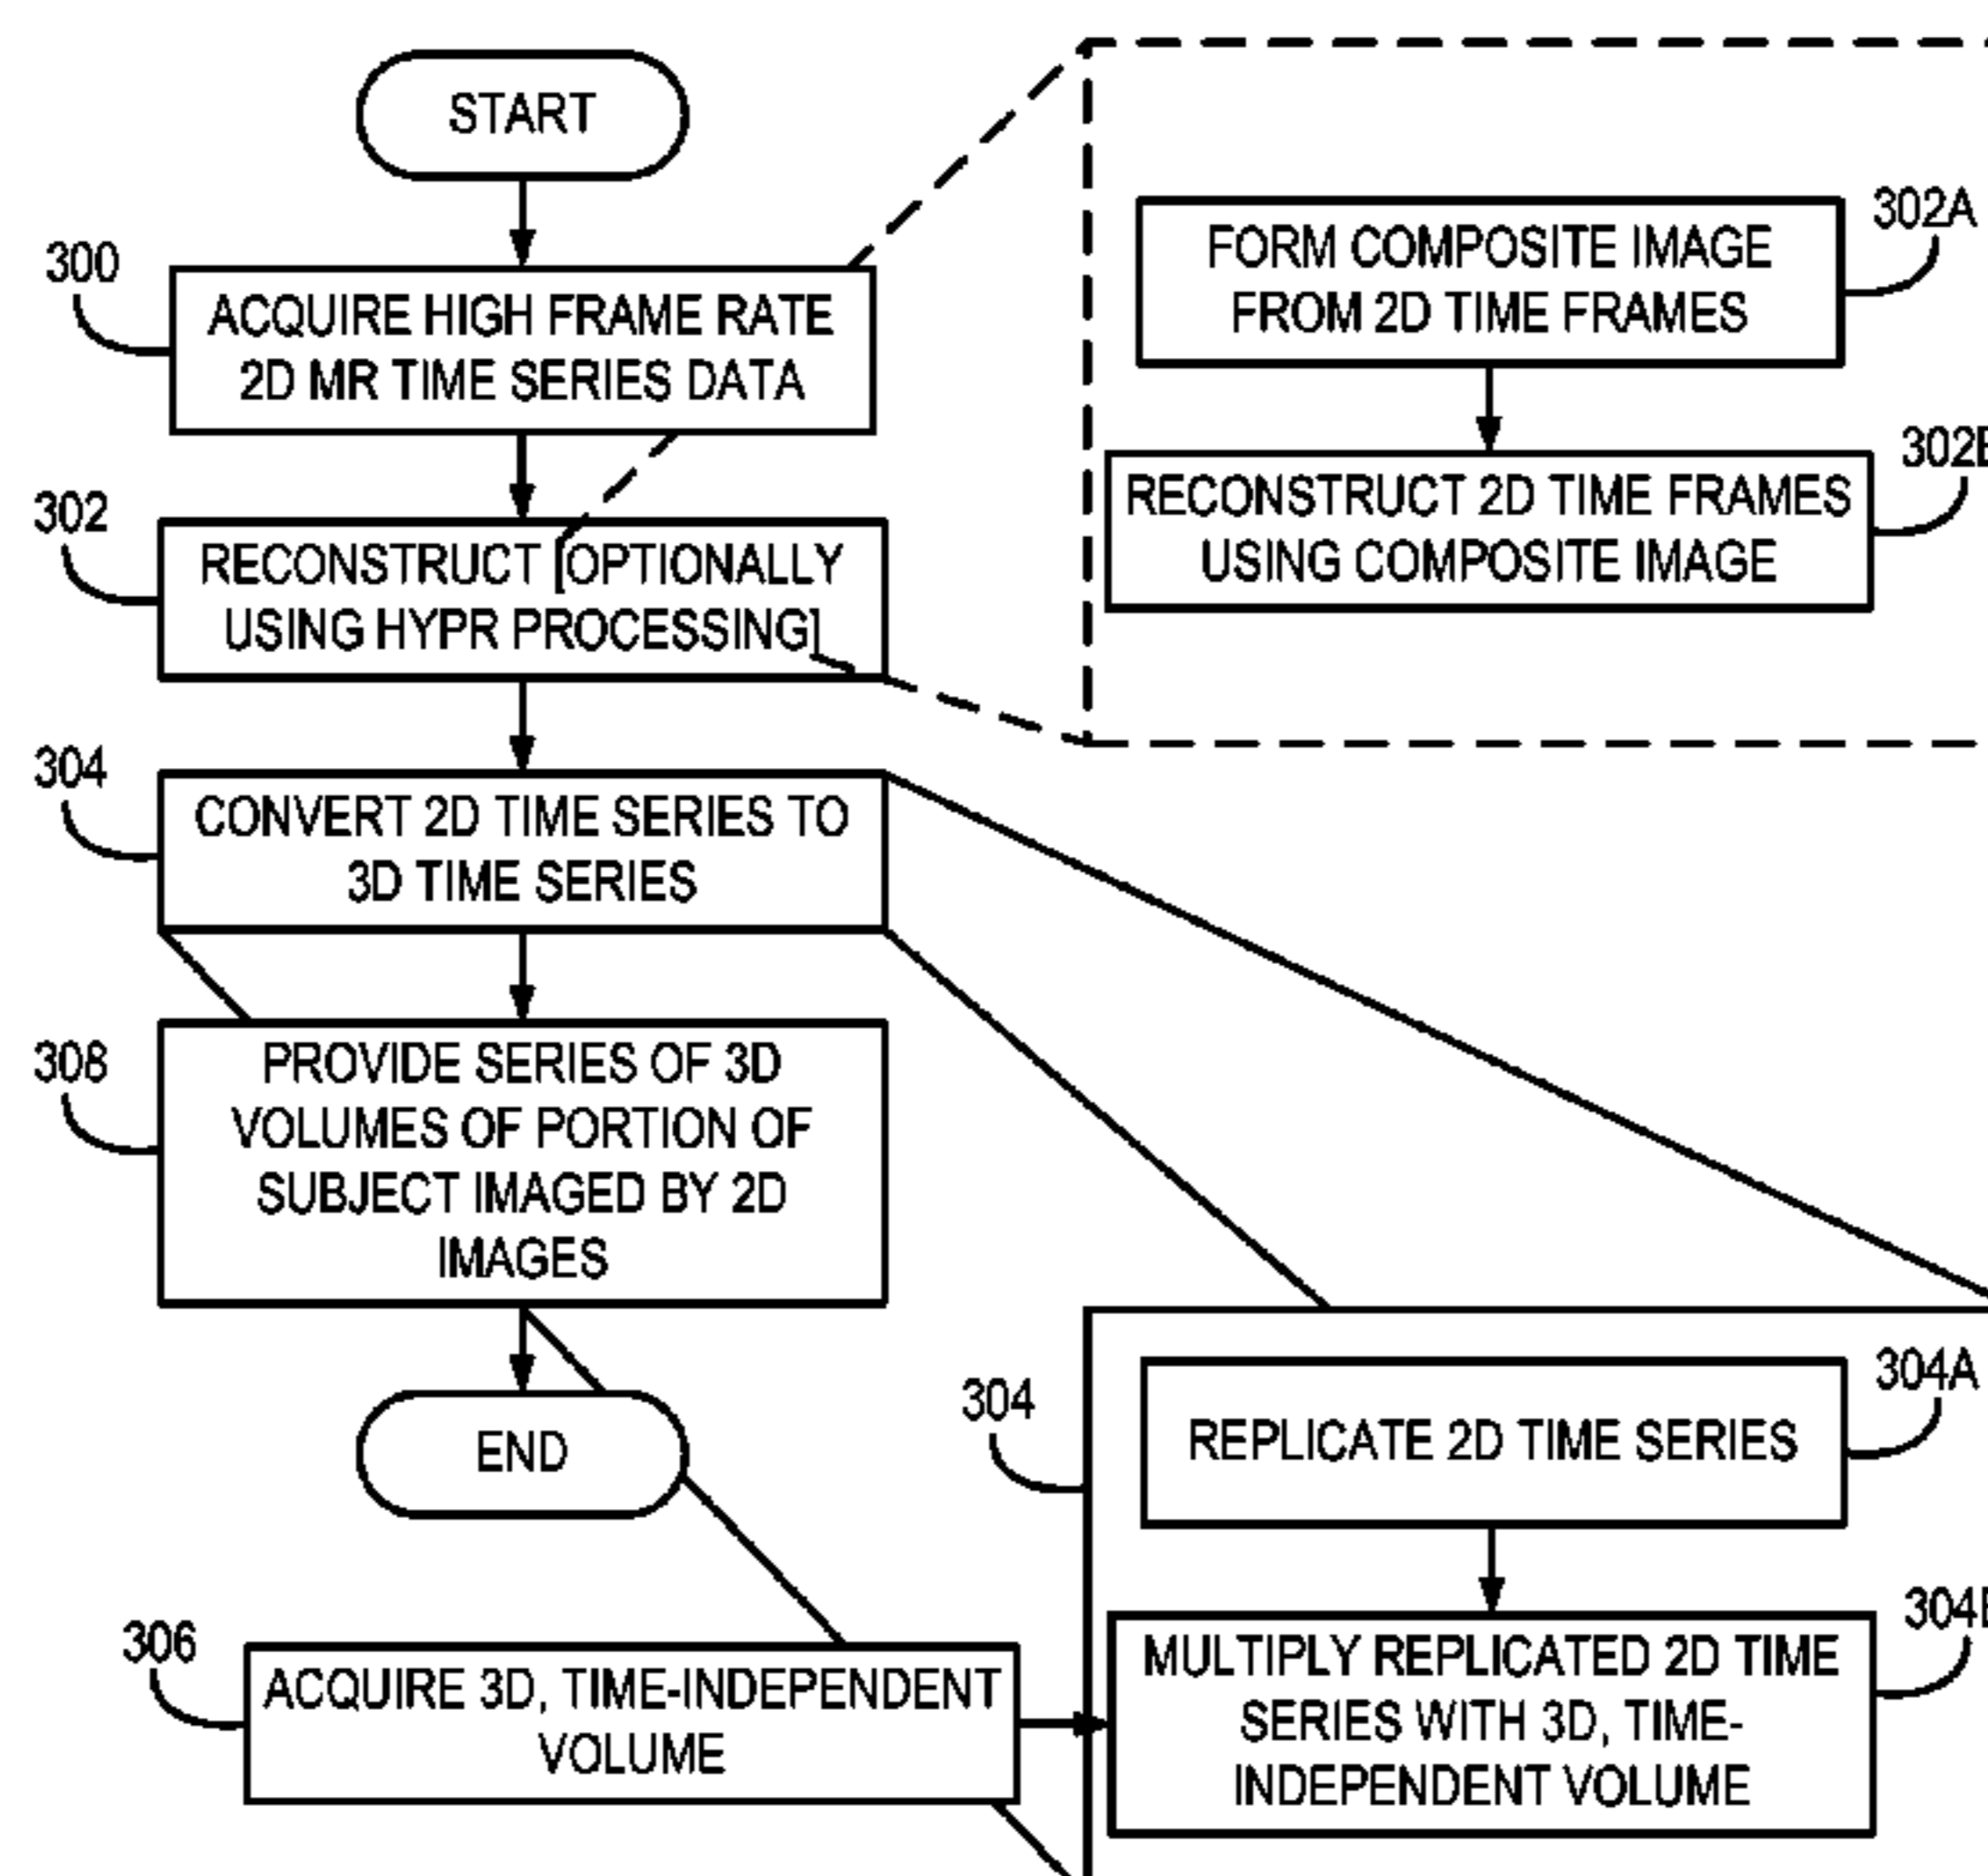 START
300
ACQUIRE HIGH FRAME RATE
2D MR TIME SERIES DATA
302
RECONSTRUCT [OPTIONALLY
USING HYPR PROCESSING]
304
CONVERT 2D TIME SERIES TO
3D TIME SERIES
308
PROVIDE SERIES OF 3D
VOLUMES OF PORTION OF
SUBJECT IMAGED BY 2D
IMAGES
END
306
ACQUIRE 3D, TIME-INDEPENDENT
VOLUME
302A
FORM COMPOSITE IMAGE
FROM 2D TIME FRAMES
302B
RECONSTRUCT 2D TIME FRAMES
USING COMPOSITE IMAGE
304
304A
REPLICATE 2D TIME SERIES
304B
MULTIPLY REPLICATED 2D TIME
SERIES WITH 3D, TIME-
INDEPENDENT VOLUME